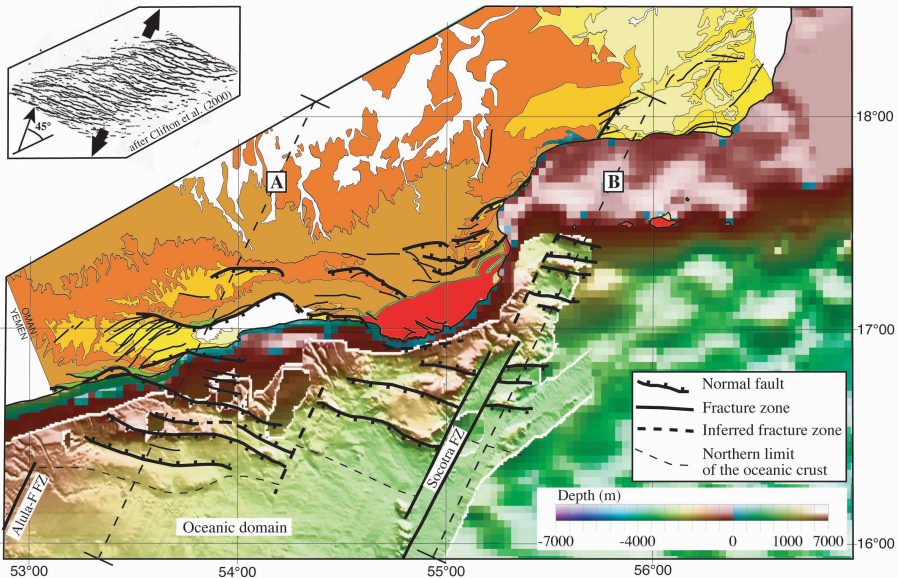 45°
after Clifton et al. (2000)
A
B
18°00
17°00
16°00
OMAN
YEMEN
Normal fault
Fracture zone
Inferred fracture zone
Northern limit
of the oceanic crust
Depth (m)
-7000 -4000 0 1000 7000
Socotra FZ
Alula-F FZ
Oceanic domain
53°00 54°00 55°00 56°00